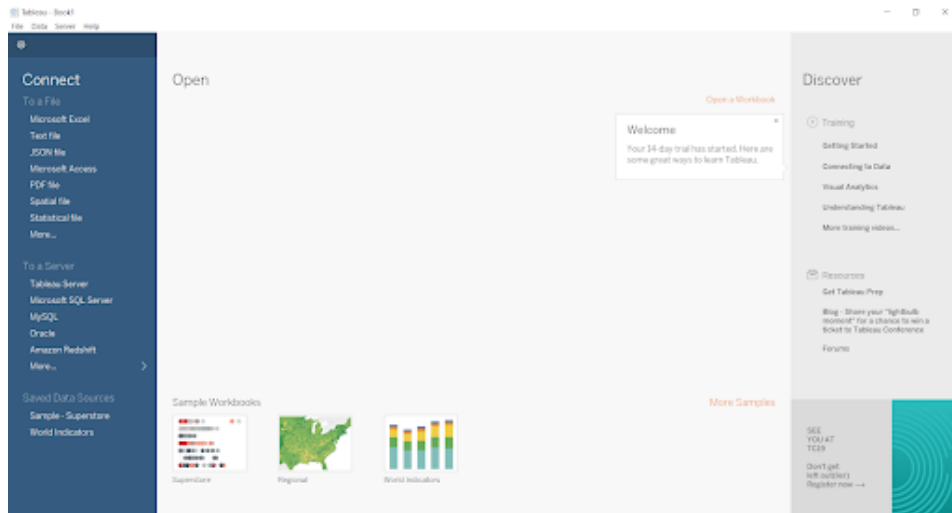 Tableau - Book1
File Data Server Help
Connect
To a File
Microsoft Excel
Text file
JSON file
Microsoft Access
PDF file
Spatial file
Statistical file
More...
To a Server
Tableau Server
Microsoft SQL Server
MySQL
Oracle
Amazon Redshift
More...
Saved Data Sources
Sample - Superstore
World Indicators
Open
Open a Workbook
Welcome
Your 14-day trial has started. Here are
some great ways to learn Tableau.
Sample Workbooks
More Samples
Superstore
Regional
World Indicators
Discover
Training
Getting Started
Connecting to Data
Visual Analytics
Understanding Tableau
More training videos...
Resources
Get Tableau Prep
Blog - Share your "lightbulb
moment" for a chance to win a
ticket to Tableau Conference
Forums
SEE
YOU AT
TC19
Don't get
left out(lier)
Register now →